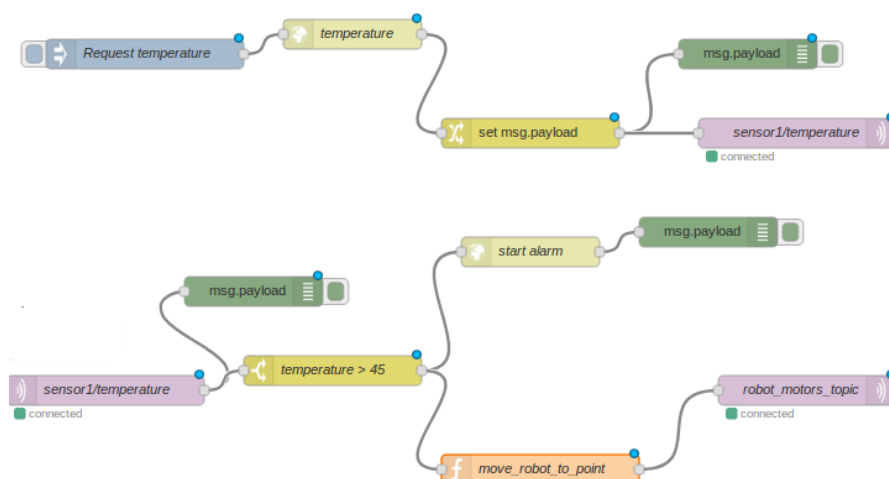 Request temperature
temperature
msg.payload
set msg.payload
sensor1/temperature
connected
start alarm
msg.payload
msg.payload
sensor1/temperature
connected
temperature > 45
robot_motors_topic
connected
move_robot_to_point